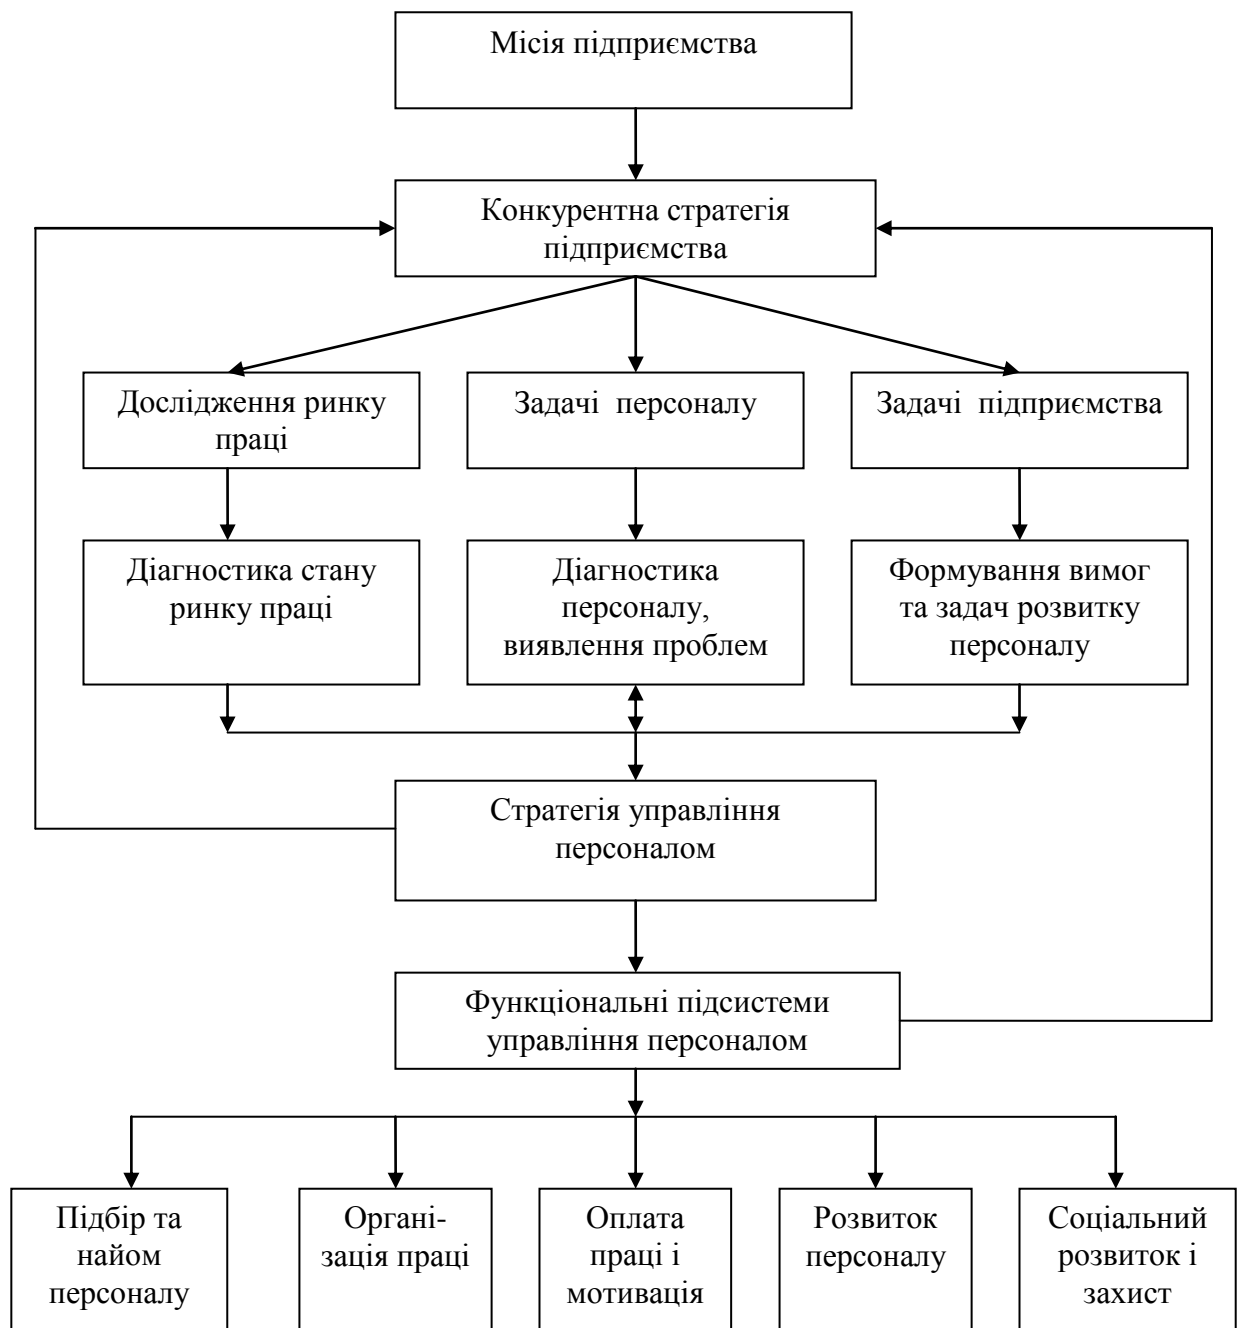 Місія підприємства
Конкурентна стратегія
підприємства
Дослідження ринку
праці
Задачі  персоналу
Задачі  підприємства
Діагностика стану
ринку праці
Діагностика
персоналу,
виявлення проблем
Формування вимог
та задач розвитку
персоналу
Стратегія управління
персоналом
Функціональні підсистеми
управління персоналом
Підбір та
найом
персоналу
Органі-
зація праці
Оплата
праці і
мотивація
Розвиток
персоналу
Соціальний
розвиток і
захист